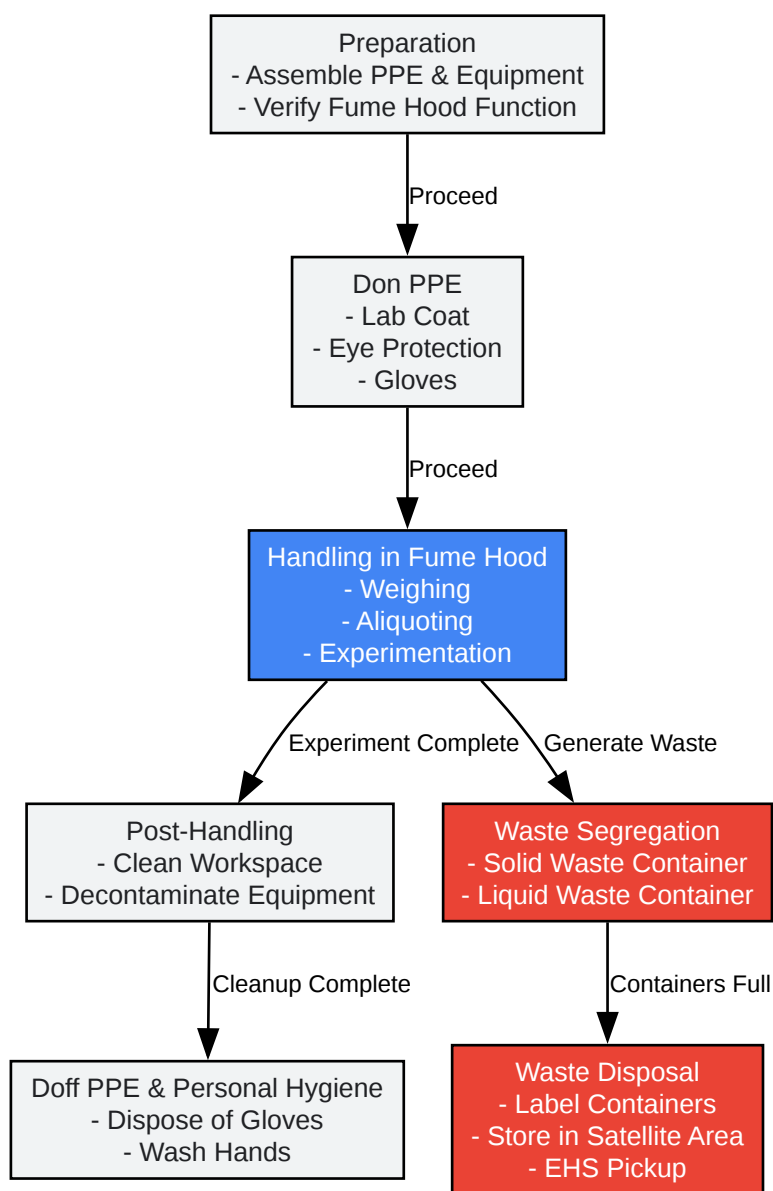 Preparation
- Assemble PPE & Equipment
- Verify Fume Hood Function
Proceed
Don PPE
- Lab Coat
- Eye Protection
- Gloves
Proceed
Handling in Fume Hood
- Weighing
- Aliquoting
- Experimentation
Experiment Complete
Generate Waste
Post-Handling
- Clean Workspace
- Decontaminate Equipment
Waste Segregation
- Solid Waste Container
- Liquid Waste Container
Cleanup Complete
Containers Full
Doff PPE & Personal Hygiene
- Dispose of Gloves
- Wash Hands
Waste Disposal
- Label Containers
- Store in Satellite Area
- EHS Pickup